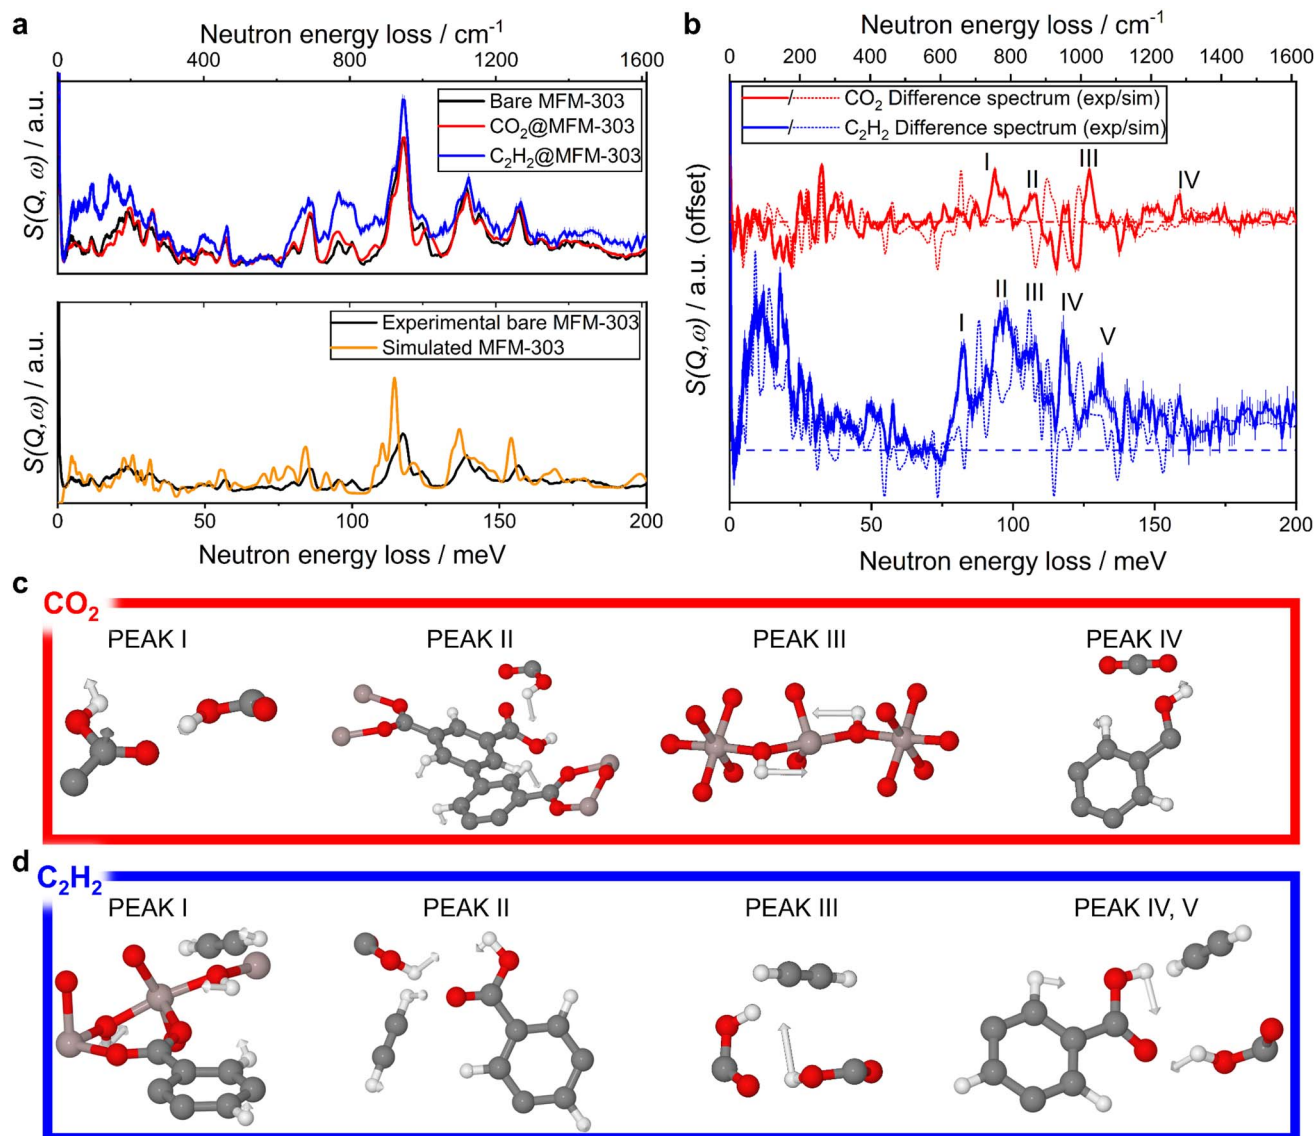 a
Neutron energy loss / cm⁻¹
0 400 800 1200 1600
Bare MFM-303
CO₂@MFM-303
C₂H₂@MFM-303
S(Q, ω) / a.u.
Experimental bare MFM-303
Simulated MFM-303
S(Q,ω) / a.u.
0 50 100 150 200
Neutron energy loss / meV
b
Neutron energy loss / cm⁻¹
0 200 400 600 800 1000 1200 1400 1600
/ CO₂ Difference spectrum (exp/sim)
/ C₂H₂ Difference spectrum (exp/sim)
I II III IV
I II III IV V
S(Q,ω) / a.u. (offset)
0 50 100 150 200
Neutron energy loss / meV
c
CO₂
PEAK I PEAK II PEAK III PEAK IV
d
C₂H₂
PEAK I PEAK II PEAK III PEAK IV, V